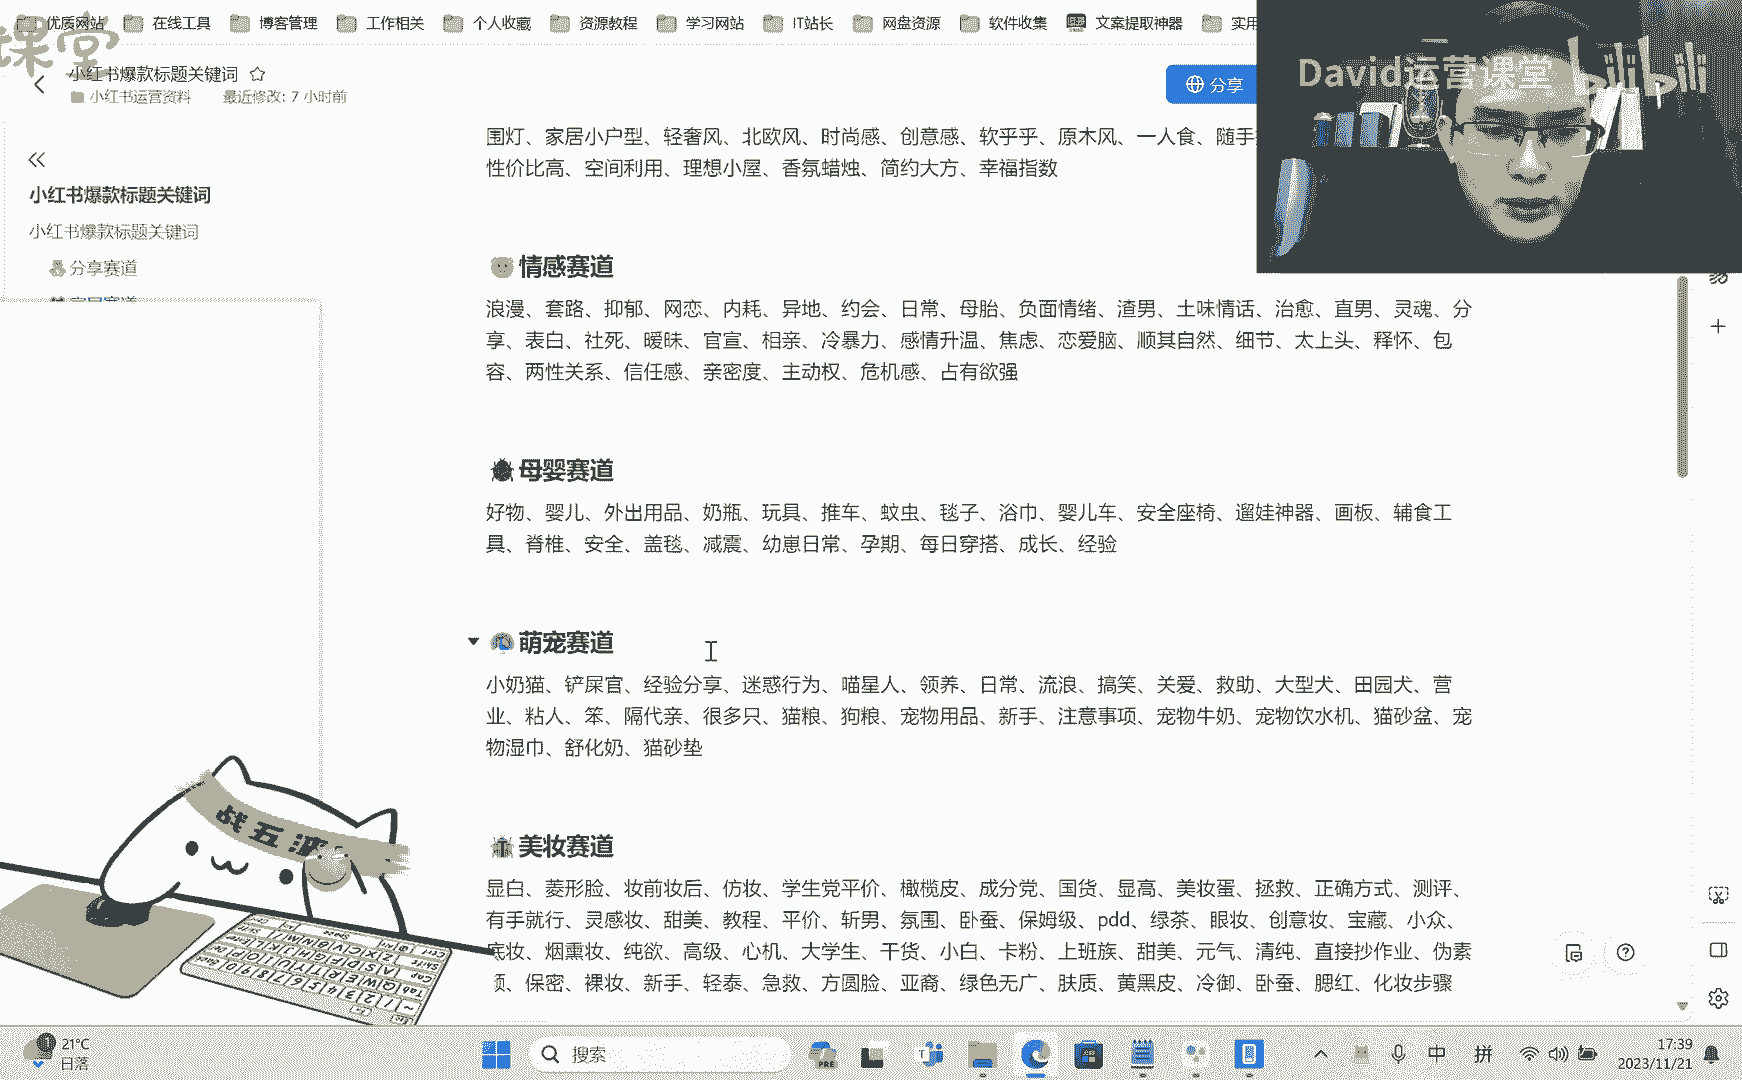 优质网站 在线工具 博客管理 工作相关 个人收藏 资源教程 学习网站 IT站长 网盘资源 软件收集 文案提取神器 实用
课堂
小红书爆款标题关键词
小红书运营资料 最近修改: 7 小时前
分享
David运营课堂 bilibili
小红书爆款标题关键词
小红书爆款标题关键词
分享赛道
家居赛道
围灯、家居小户型、轻奢风、北欧风、时尚感、创意感、软乎乎、原木风、一人食、随手
性价比高、空间利用、理想小屋、香氛蜡烛、简约大方、幸福指数
情感赛道
浪漫、套路、抑郁、网恋、内耗、异地、约会、日常、母胎、负面情绪、渣男、土味情话、治愈、直男、灵魂、分
享、表白、社死、暧昧、官宣、相亲、冷暴力、感情升温、焦虑、恋爱脑、顺其自然、细节、太上头、释怀、包
容、两性关系、信任感、亲密度、主动权、危机感、占有欲强
母婴赛道
好物、婴儿、外出用品、奶瓶、玩具、推车、蚊虫、毯子、浴巾、婴儿车、安全座椅、遛娃神器、画板、辅食工
具、脊椎、安全、盖毯、减震、幼崽日常、孕期、每日穿搭、成长、经验
萌宠赛道
小奶猫、铲屎官、经验分享、迷惑行为、喵星人、领养、日常、流浪、搞笑、关爱、救助、大型犬、田园犬、营
业、粘人、笨、隔代亲、很多只、猫粮、狗粮、宠物用品、新手、注意事项、宠物牛奶、宠物饮水机、猫砂盆、宠
物湿巾、舒化奶、猫砂垫
美妆赛道
显白、菱形脸、妆前妆后、仿妆、学生党平价、橄榄皮、成分党、国货、显高、美妆蛋、拯救、正确方式、测评、
有手就行、灵感妆、甜美、教程、平价、斩男、氛围、卧蚕、保姆级、pdd、绿茶、眼妆、创意妆、宝藏、小众、
底妆、烟熏妆、纯欲、高级、心机、大学生、干货、小白、卡粉、上班族、甜美、元气、清纯、直接抄作业、伪素
颜、保密、裸妆、新手、轻泰、急救、方圆脸、亚裔、绿色无广、肤质、黄黑皮、冷御、卧蚕、腮红、化妆步骤
战五渣
21°C
日落
搜索
PRE
中 拼
17:39
2023/11/21